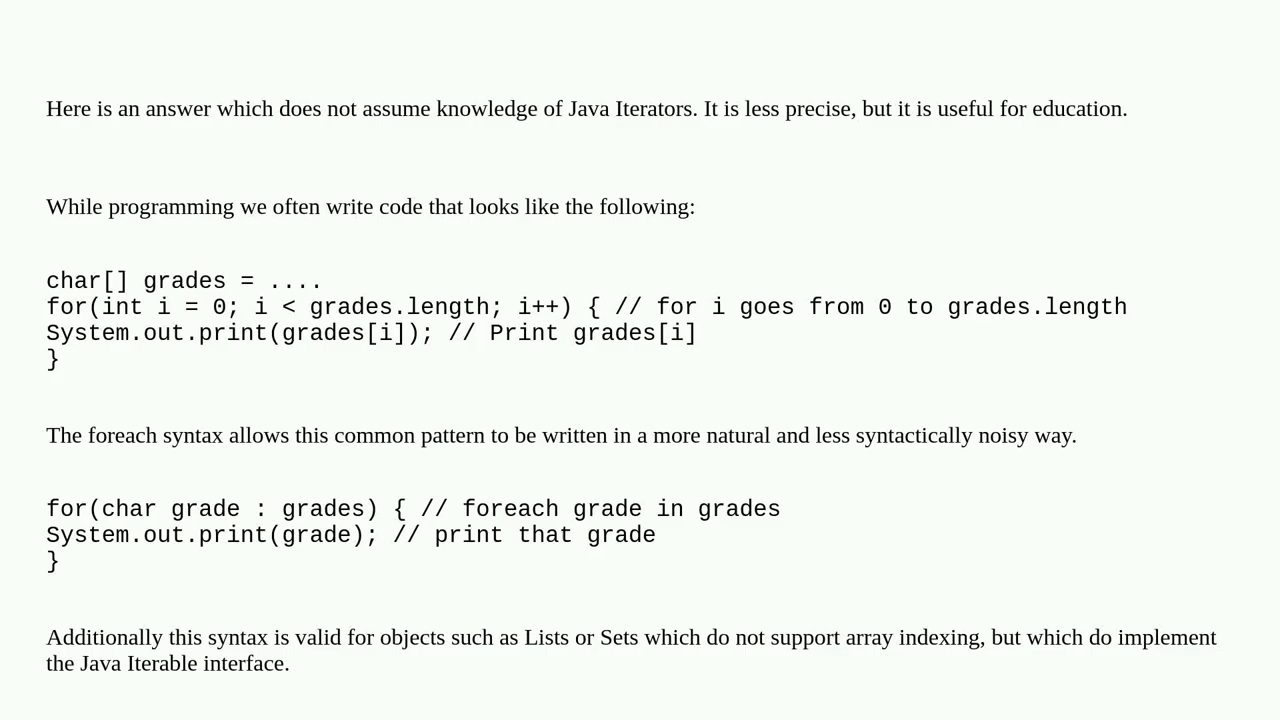 Here is an answer which does not assume knowledge of Java Iterators. It is less precise, but it is useful for education.
While programming we often write code that looks like the following:
char[] grades = ....
for(int i = 0; i < grades.length; i++) { // for i goes from 0 to grades.length
System.out.print(grades[i]); // Print grades[i]
}
The foreach syntax allows this common pattern to be written in a more natural and less syntactically noisy way.
for(char grade : grades) { // foreach grade in grades
System.out.print(grade); // print that grade
}
Additionally this syntax is valid for objects such as Lists or Sets which do not support array indexing, but which do implement
the Java Iterable interface.